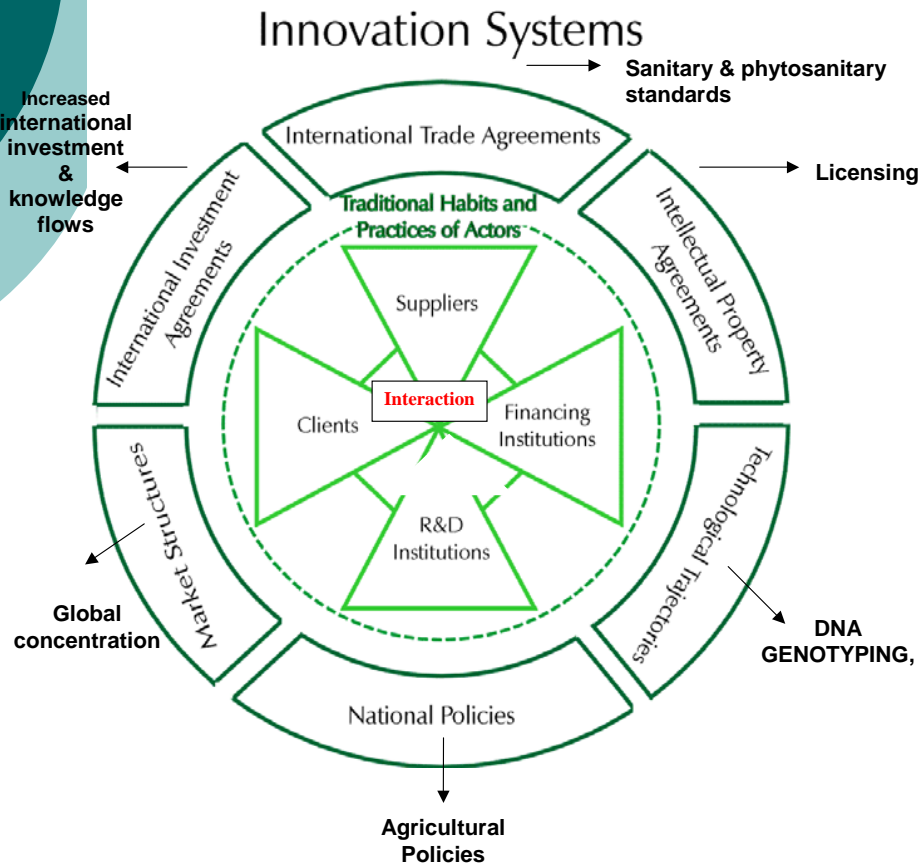 Innovation Systems
Sanitary & phytosanitary
standards
Increased
international
investment
&
knowledge
flows
International Trade Agreements
Licensing
Traditional Habits and
Practices of Actors
International Investment
Agreements
Intellectual Property
Agreements
Suppliers
Interaction
Clients
Financing
Institutions
R&D
Institutions
Market Structures
Technological Trajectories
Global
concentration
DNA
GENOTYPING,
National Policies
Agricultural
Policies